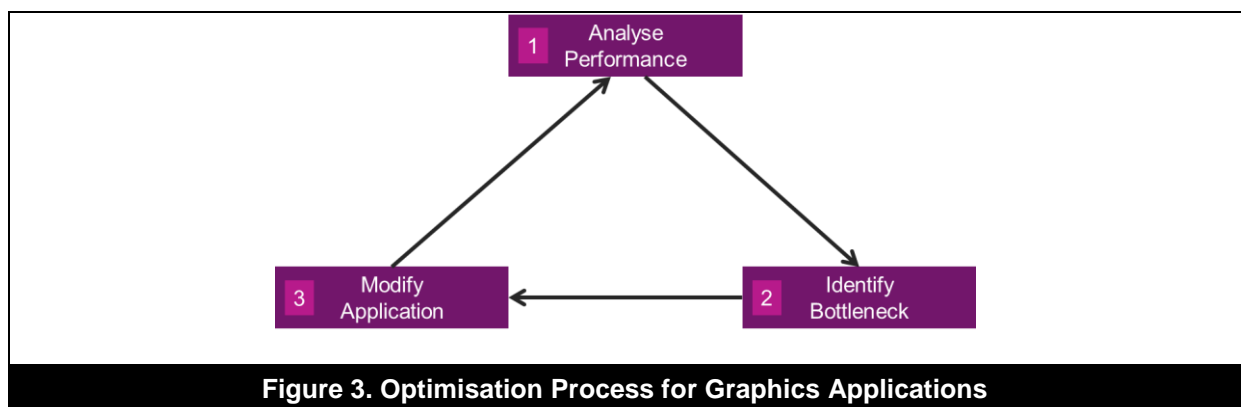 1
Analyse
Performance
3
Modify
Application
2
Identify
Bottleneck
Figure 3. Optimisation Process for Graphics Applications